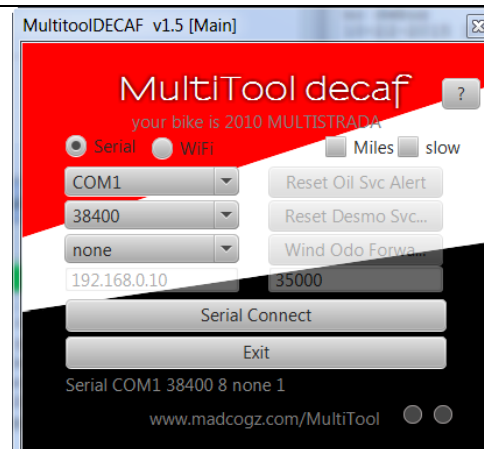 MultitoolDECAF v1.5 [Main]
MultiTool decaf
?
your bike is 2010 MULTISTRADA
Serial WiFi Miles slow
COM1 Reset Oil Svc Alert
38400 Reset Desmo Svc...
none Wind Odo Forwa...
192.168.0.10 35000
Serial Connect
Exit
Serial COM1 38400 8 none 1
www.madcogz.com/MultiTool